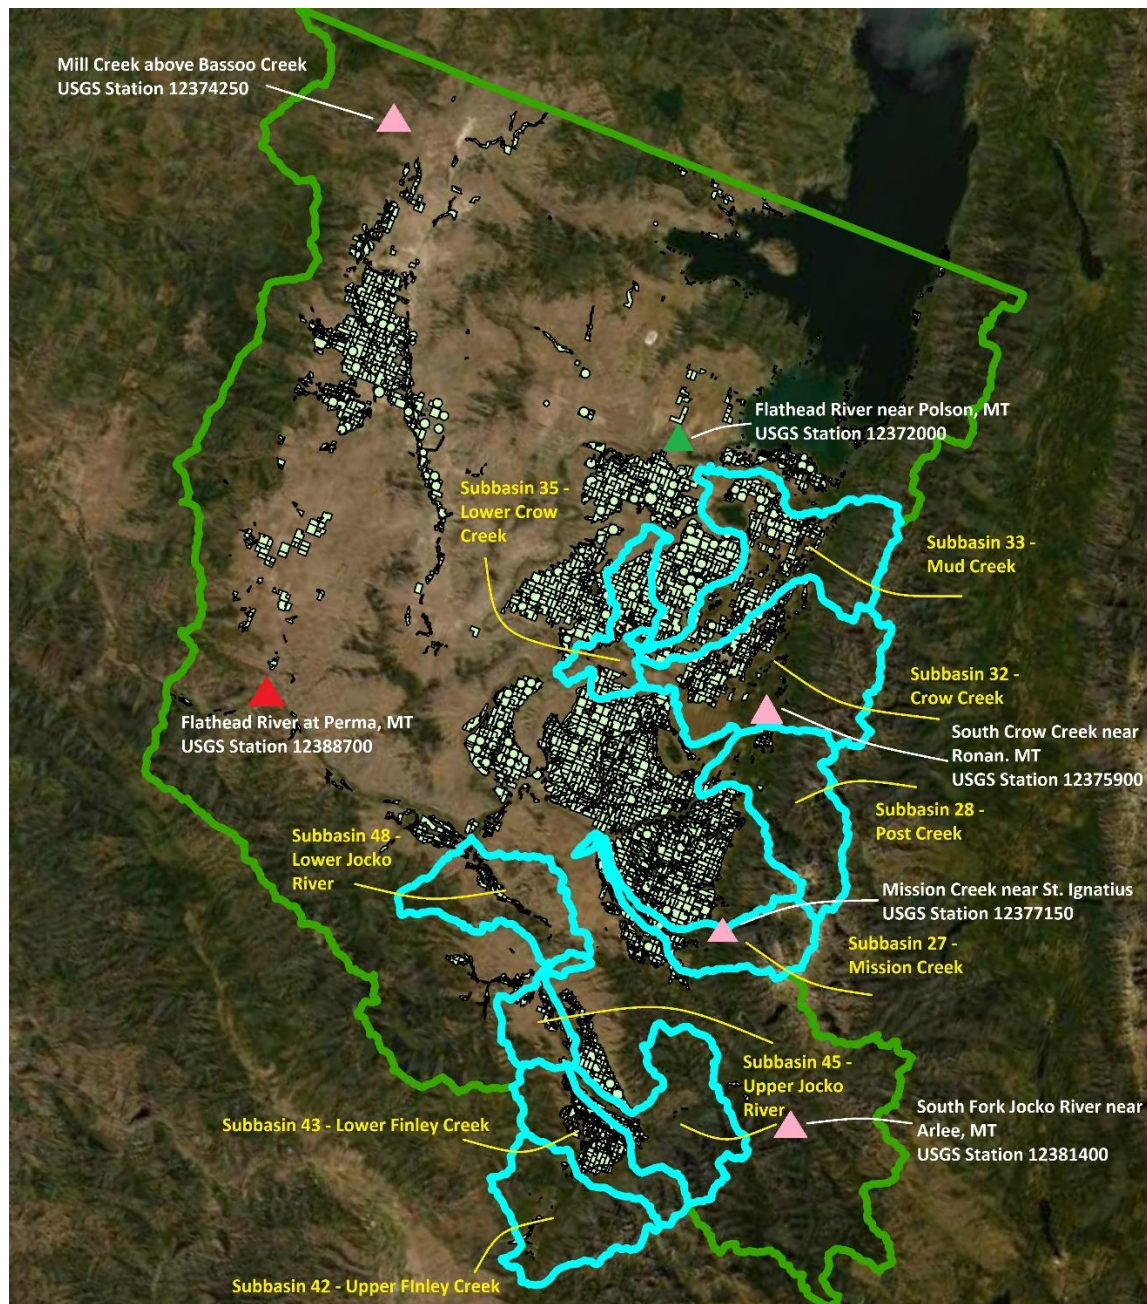 Mill Creek above Bassoo Creek
USGS Station 12374250
Flathead River near Polson, MT
USGS Station 12372000
Subbasin 35 -
Lower Crow
Creek
Subbasin 33 -
Mud Creek
Subbasin 32 -
Crow Creek
Flathead River at Perma, MT
USGS Station 12388700
South Crow Creek near
Ronan. MT
USGS Station 12375900
Subbasin 28 -
Post Creek
Subbasin 48 -
Lower Jocko
River
Mission Creek near St. Ignatius
USGS Station 12377150
Subbasin 27 -
Mission Creek
Subbasin 45 -
Upper Jocko
River
South Fork Jocko River near
Arlee, MT
USGS Station 12381400
Subbasin 43 - Lower Finley Creek
Subbasin 42 - Upper FInley Creek